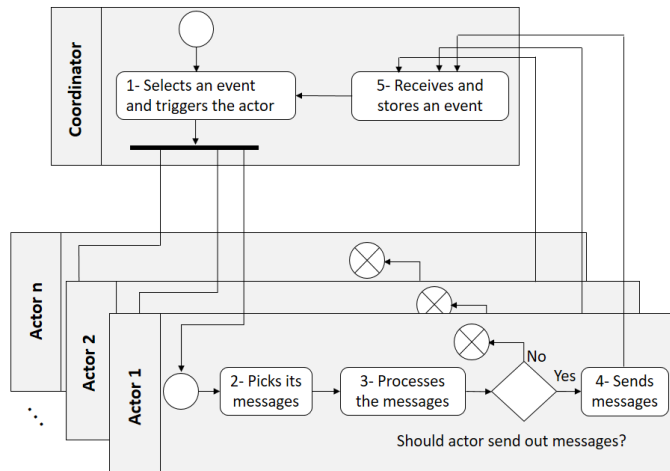 Coordinator
1- Selects an event
and triggers the actor
5- Receives and
stores an event
Actor n
Actor 2
Actor 1
2- Picks its
messages
3- Processes
the messages
No
Yes
4- Sends
messages
Should actor send out messages?